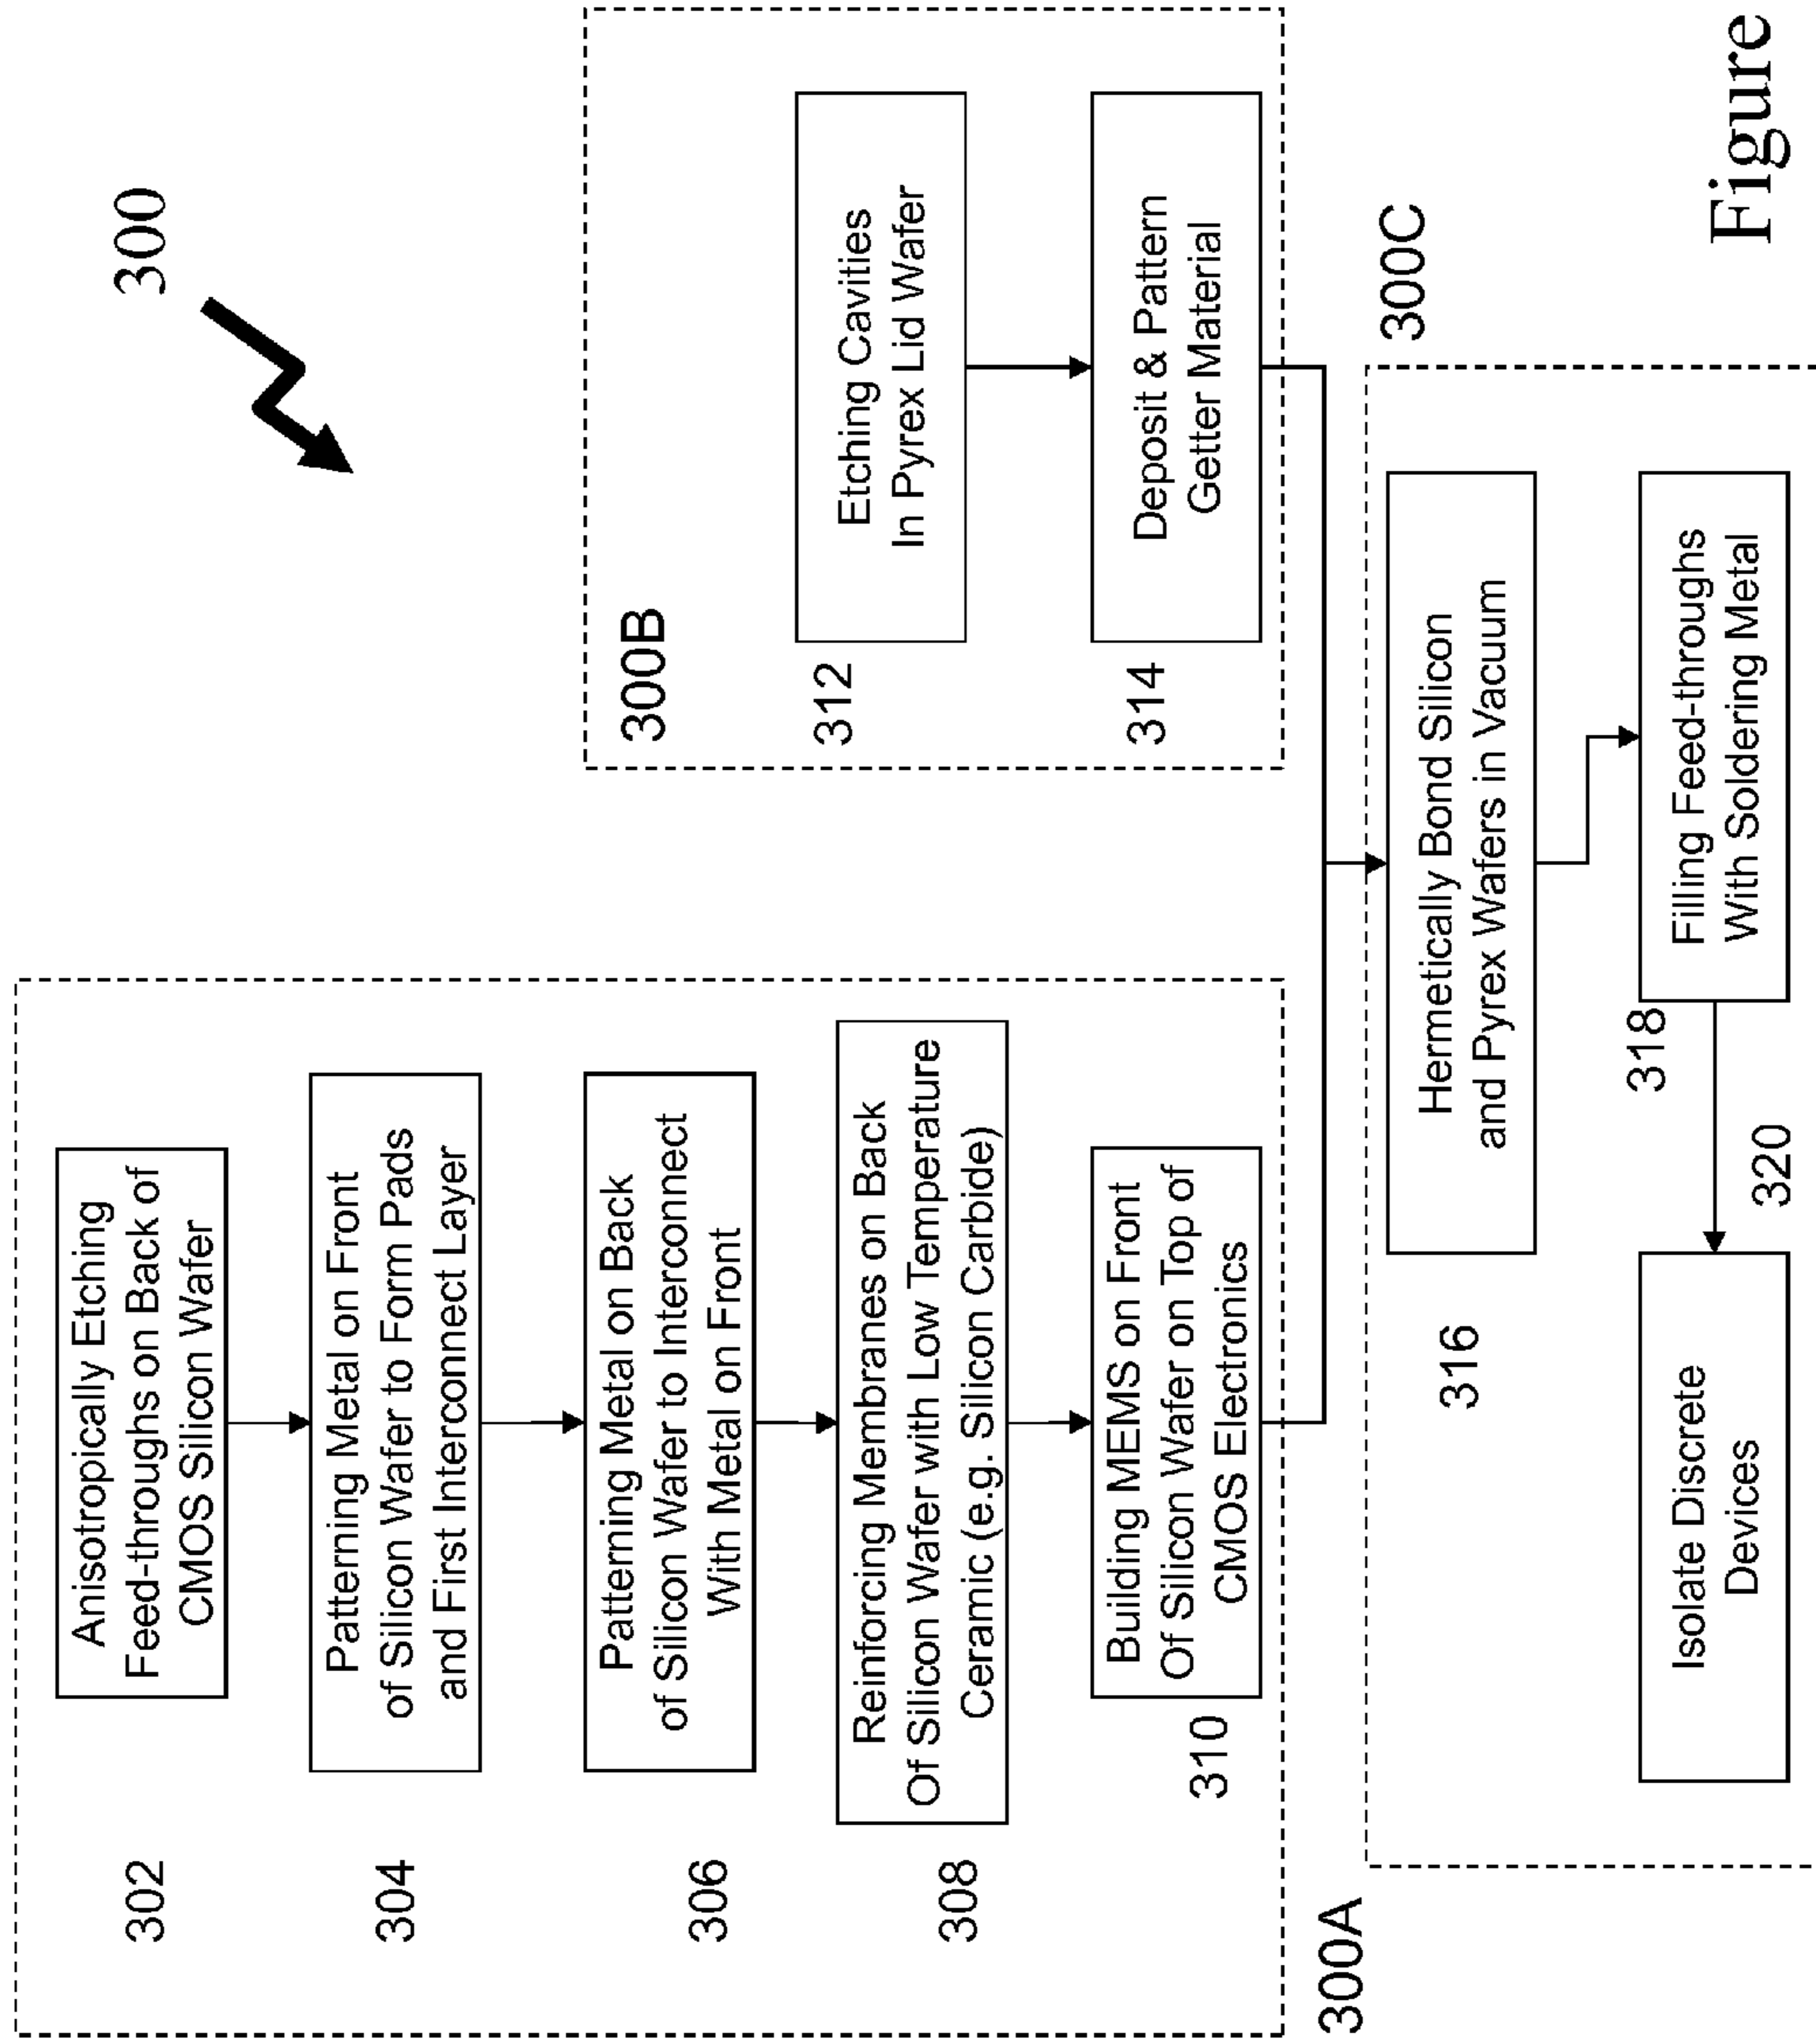 300
300A
302
Anisotropically Etching
Feed-throughs on Back of
CMOS Silicon Wafer
304
Patterning Metal on Front
of Silicon Wafer to Form Pads
and First Interconnect Layer
306
Patterning Metal on Back
of Silicon Wafer to Interconnect
With Metal on Front
308
Reinforcing Membranes on Back
Of Silicon Wafer with Low Temperature
Ceramic (e.g. Silicon Carbide)
310
Building MEMS on Front
Of Silicon Wafer on Top of
CMOS Electronics
300B
312
Etching Cavities
In Pyrex Lid Wafer
314
Deposit & Pattern
Getter Material
300C
316
Hermetically Bond Silicon
and Pyrex Wafers in Vacuum
318
Filling Feed-throughs
With Soldering Metal
320
Isolate Discrete
Devices
Figure